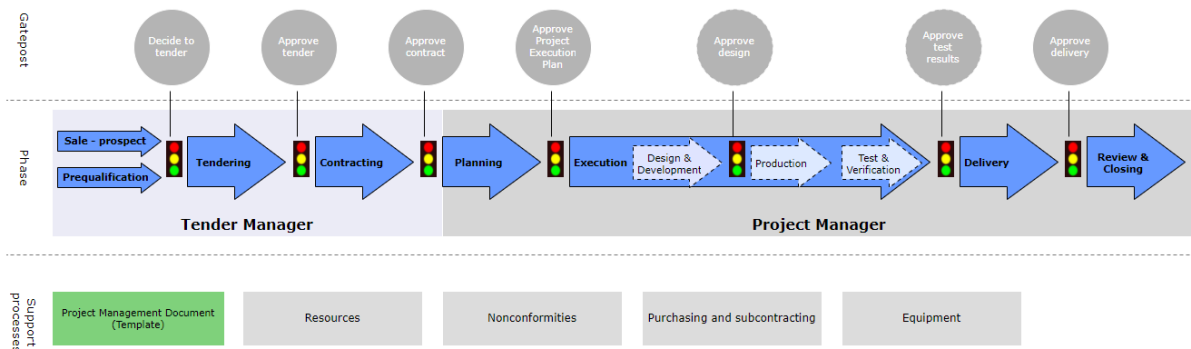 Gatepost
Decide to
tender
Approve
tender
Approve
contract
Approve
Project
Execution
Plan
Approve
design
Approve
test
results
Approve
delivery
Phase
Sale - prospect
Prequalification
Tendering
Contracting
Planning
Execution
Design &
Development
Production
Test &
Verification
Delivery
Review &
Closing
Tender Manager
Project Manager
Support
processes
Project Management Document
(Template)
Resources
Nonconformities
Purchasing and subcontracting
Equipment